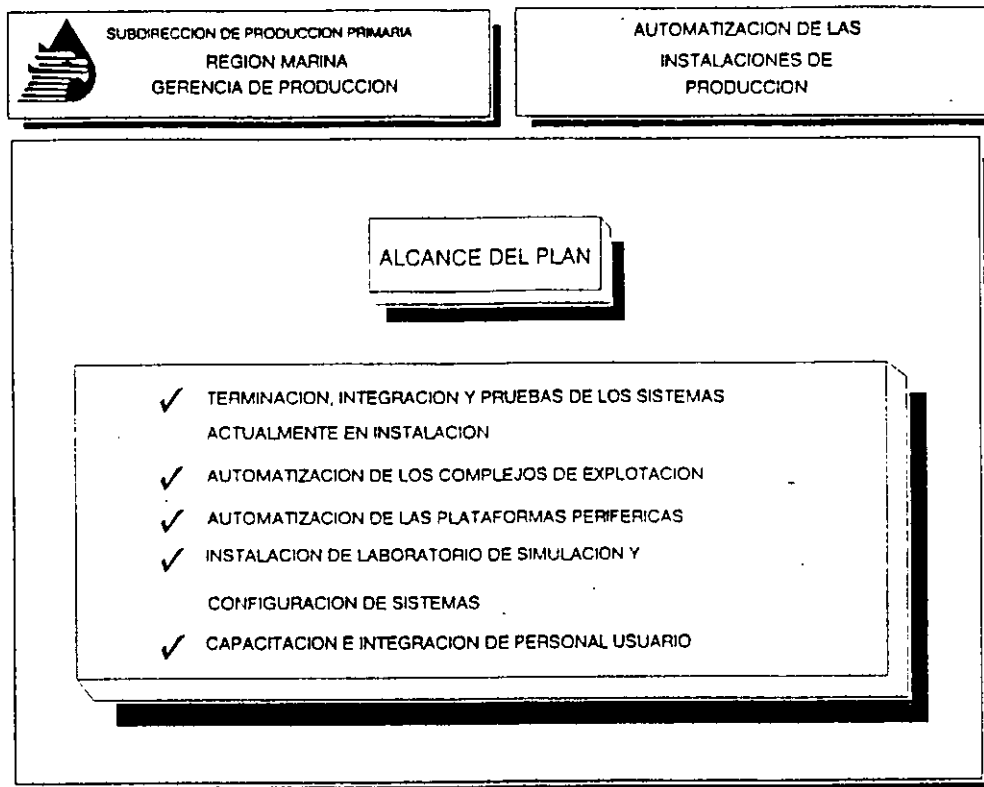 SUBDIRECCION DE PRODUCCION PRIMARIA
REGION MARINA
GERENCIA DE PRODUCCION
AUTOMATIZACION DE LAS
INSTALACIONES DE
PRODUCCION
ALCANCE DEL PLAN
✓ TERMINACION, INTEGRACION Y PRUEBAS DE LOS SISTEMAS
ACTUALMENTE EN INSTALACION
✓ AUTOMATIZACION DE LOS COMPLEJOS DE EXPLOTACION
✓ AUTOMATIZACION DE LAS PLATAFORMAS PERIFERICAS
✓ INSTALACION DE LABORATORIO DE SIMULACION Y
CONFIGURACION DE SISTEMAS
✓ CAPACITACION E INTEGRACION DE PERSONAL USUARIO